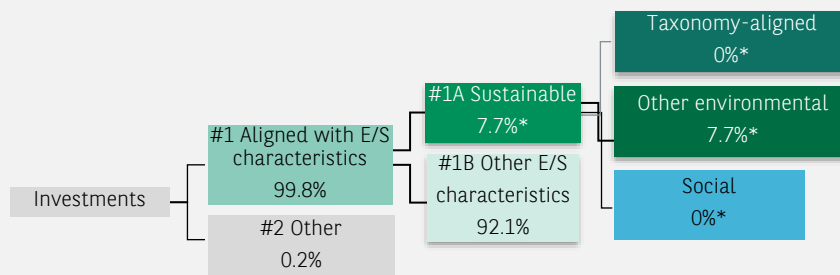 Taxonomy-aligned
0%*
#1A Sustainable
7.7%*
Other environmental
7.7%*
#1 Aligned with E/S
characteristics
99.8%
#1B Other E/S
characteristics
92.1%
Social
0%*
Investments
#2 Other
0.2%